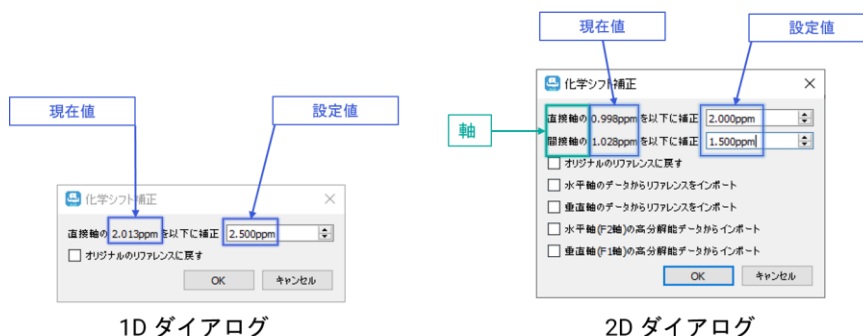 現在値
設定値
化学シフト補正
直接軸の 2.013ppm を以下に補正 2.500ppm
オリジナルのリファレンスに戻す
OK キャンセル
1D ダイアログ
現在値
設定値
軸
化学シフト補正
直接軸の 0.998ppm を以下に補正 2.000ppm
間接軸の 1.028ppm を以下に補正 1.500ppm
オリジナルのリファレンスに戻す
水平軸のデータからリファレンスをインポート
垂直軸のデータからリファレンスをインポート
水平軸(F2軸)の高分解能データからインポート
垂直軸(F1軸)の高分解能データからインポート
OK キャンセル
2D ダイアログ